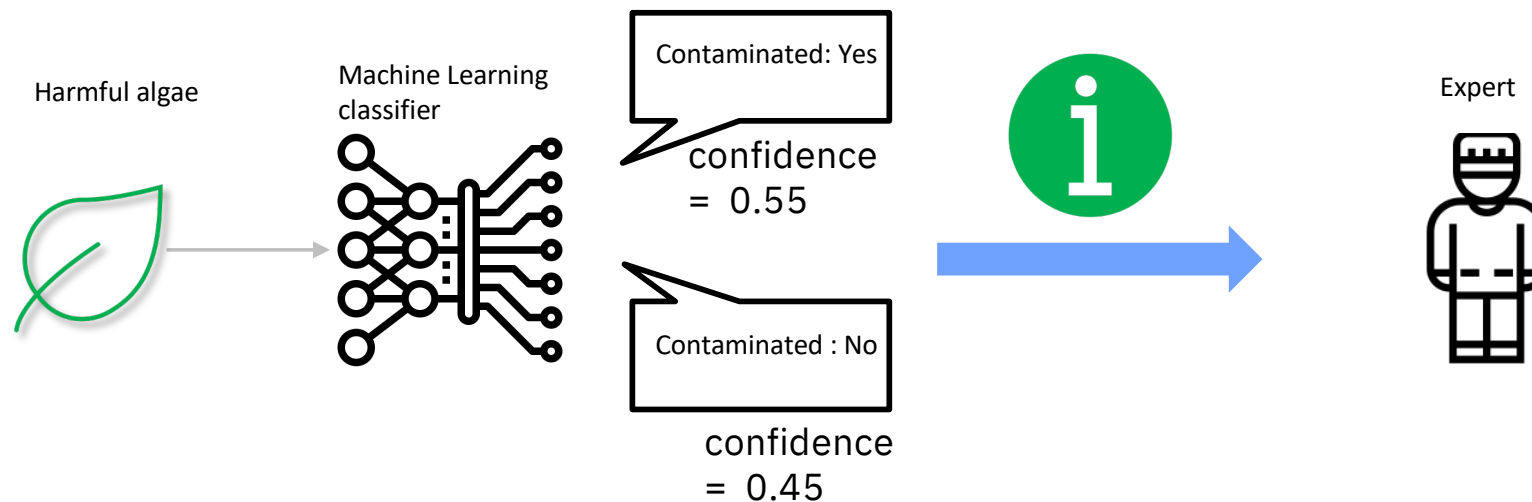 Harmful algae
Machine Learning
classifier
Contaminated: Yes
confidence
= 0.55
Contaminated : No
confidence
= 0.45
i
Expert